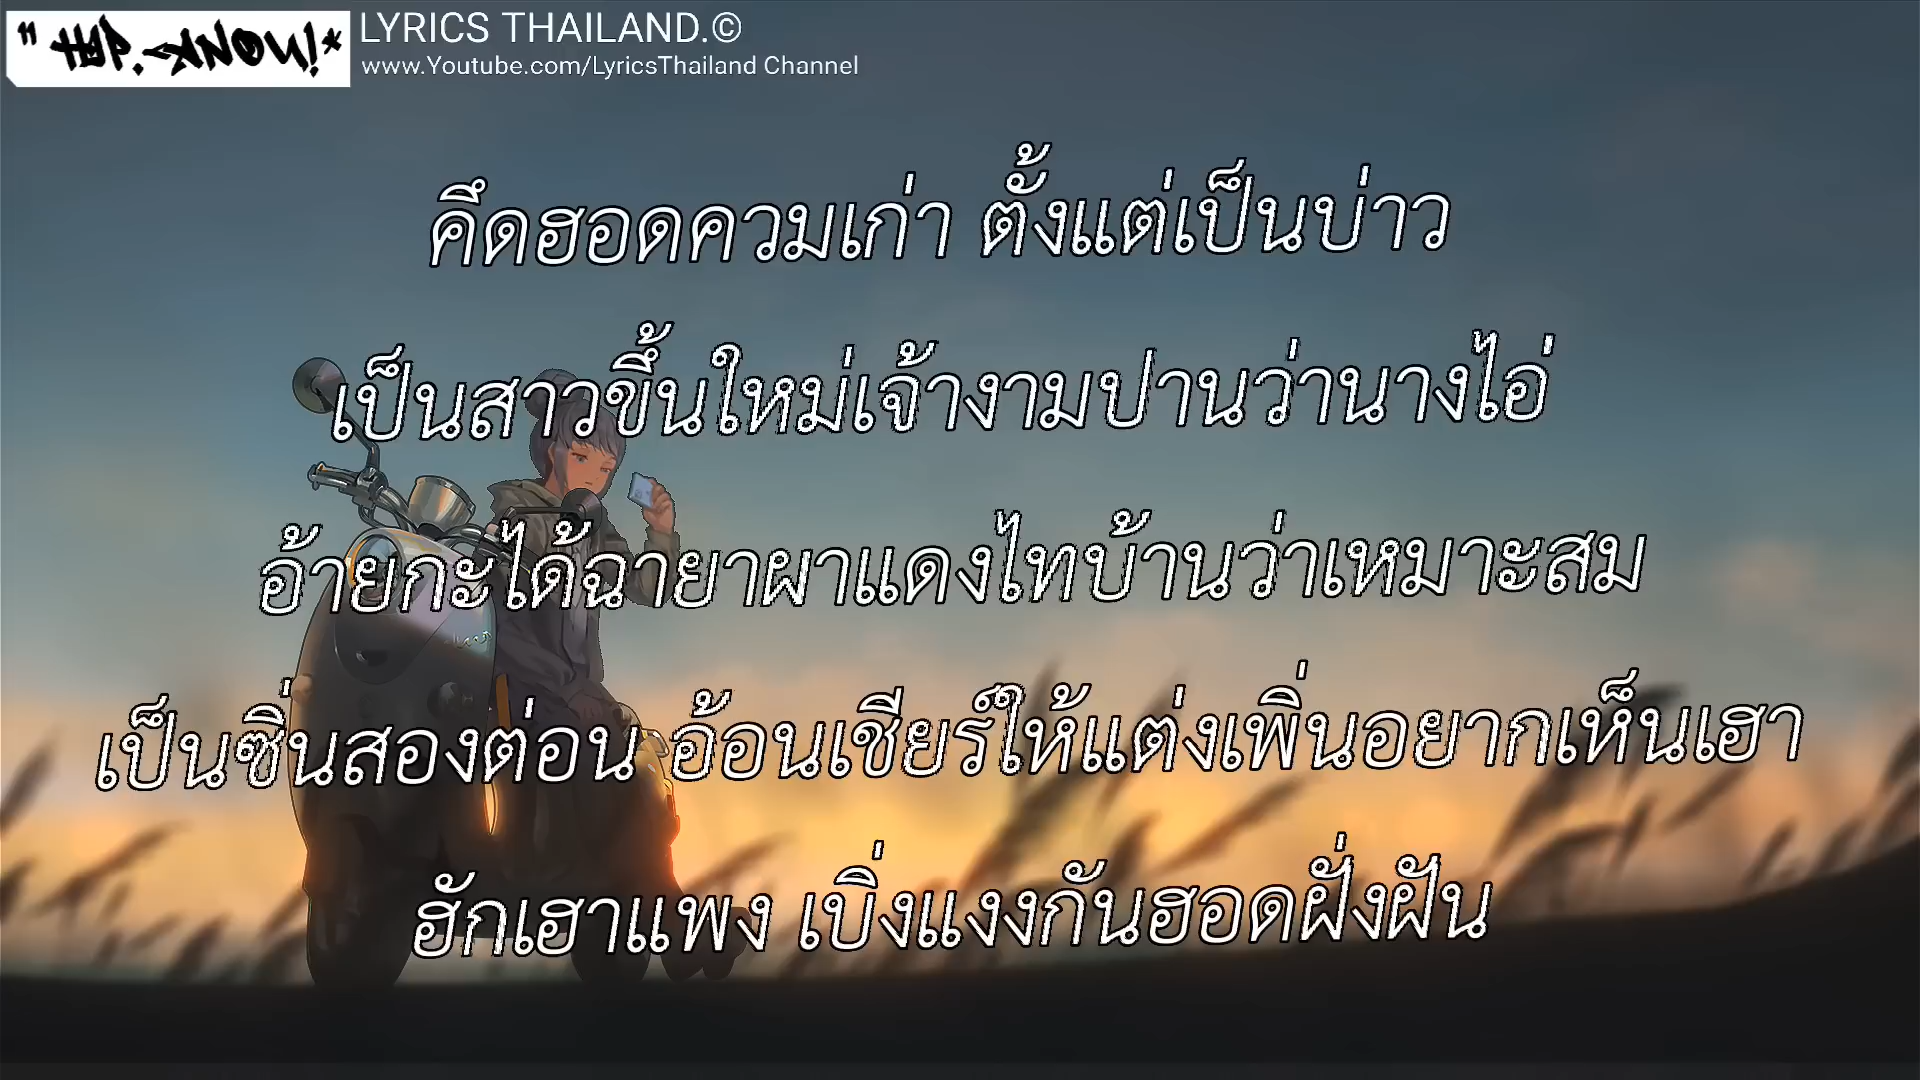 "HYP.-KNOW!*
LYRICS THAILAND.©
www.Youtube.com/LyricsThailand Channel
คึดฮอดควมเก่า ตั้งแต่เป็นบ่าว
เป็นสาวขึ้นใหม่เจ้างามปานว่านางไอ่
อ้ายกะได้ฉายาผาแดงไทบ้านว่าเหมาะสม
เป็นซิ่นสองต่อน อ้อนเชียร์ให้แต่งเพิ่นอยากเห็นเฮา
ฮักเฮาแพง เบิ่งแงงกันฮอดฝั่งฝัน